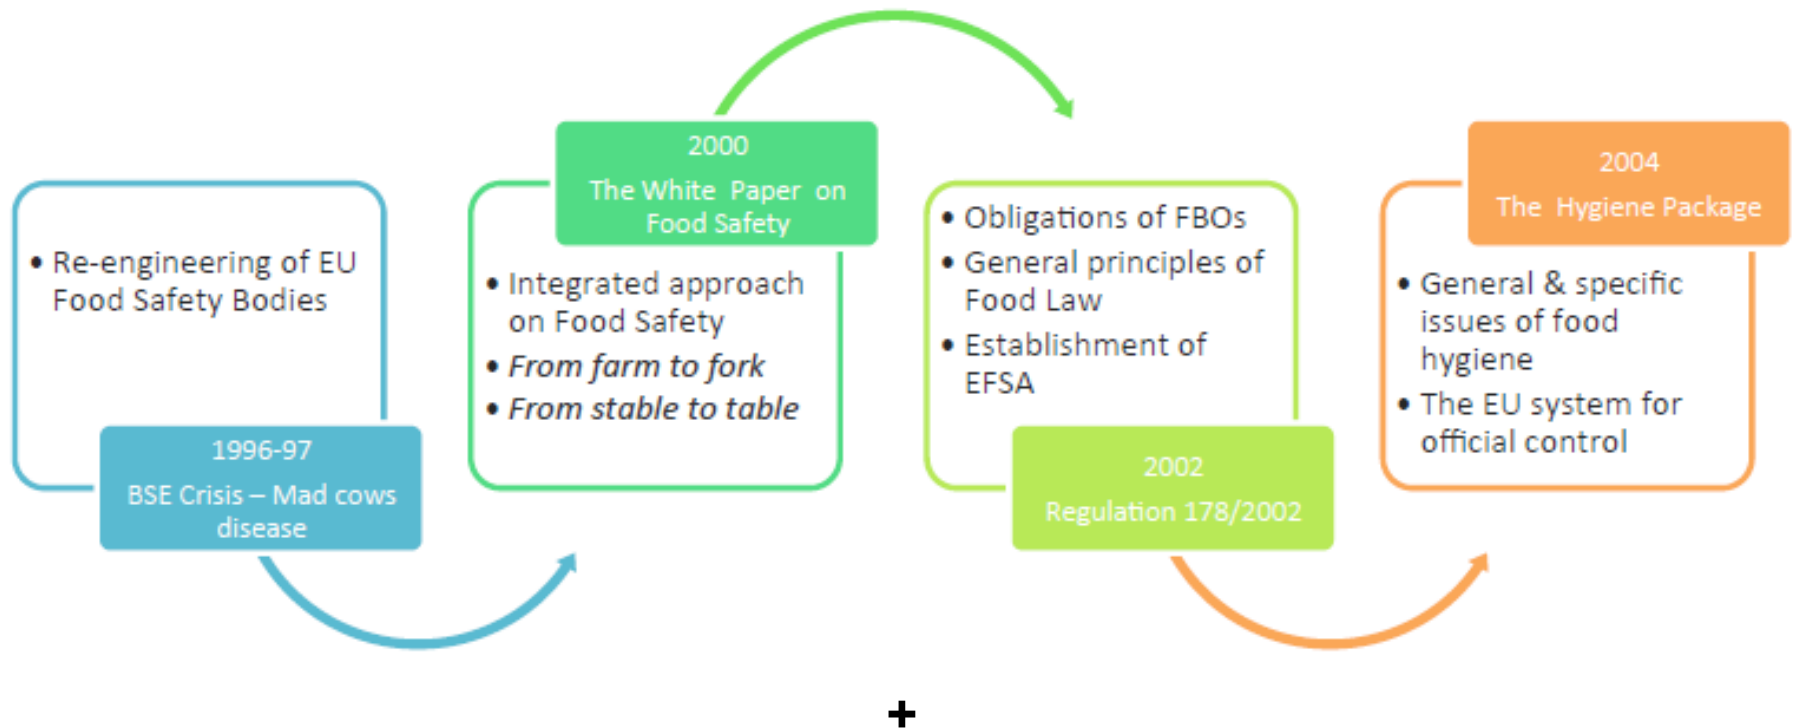 • Re-engineering of EU
Food Safety Bodies
1996-97
BSE Crisis – Mad cows
disease
2000
The White Paper on
Food Safety
• Integrated approach
on Food Safety
• From farm to fork
• From stable to table
• Obligations of FBOs
• General principles of
Food Law
• Establishment of
EFSA
2002
Regulation 178/2002
2004
The Hygiene Package
• General & specific
issues of food
hygiene
• The EU system for
official control
+